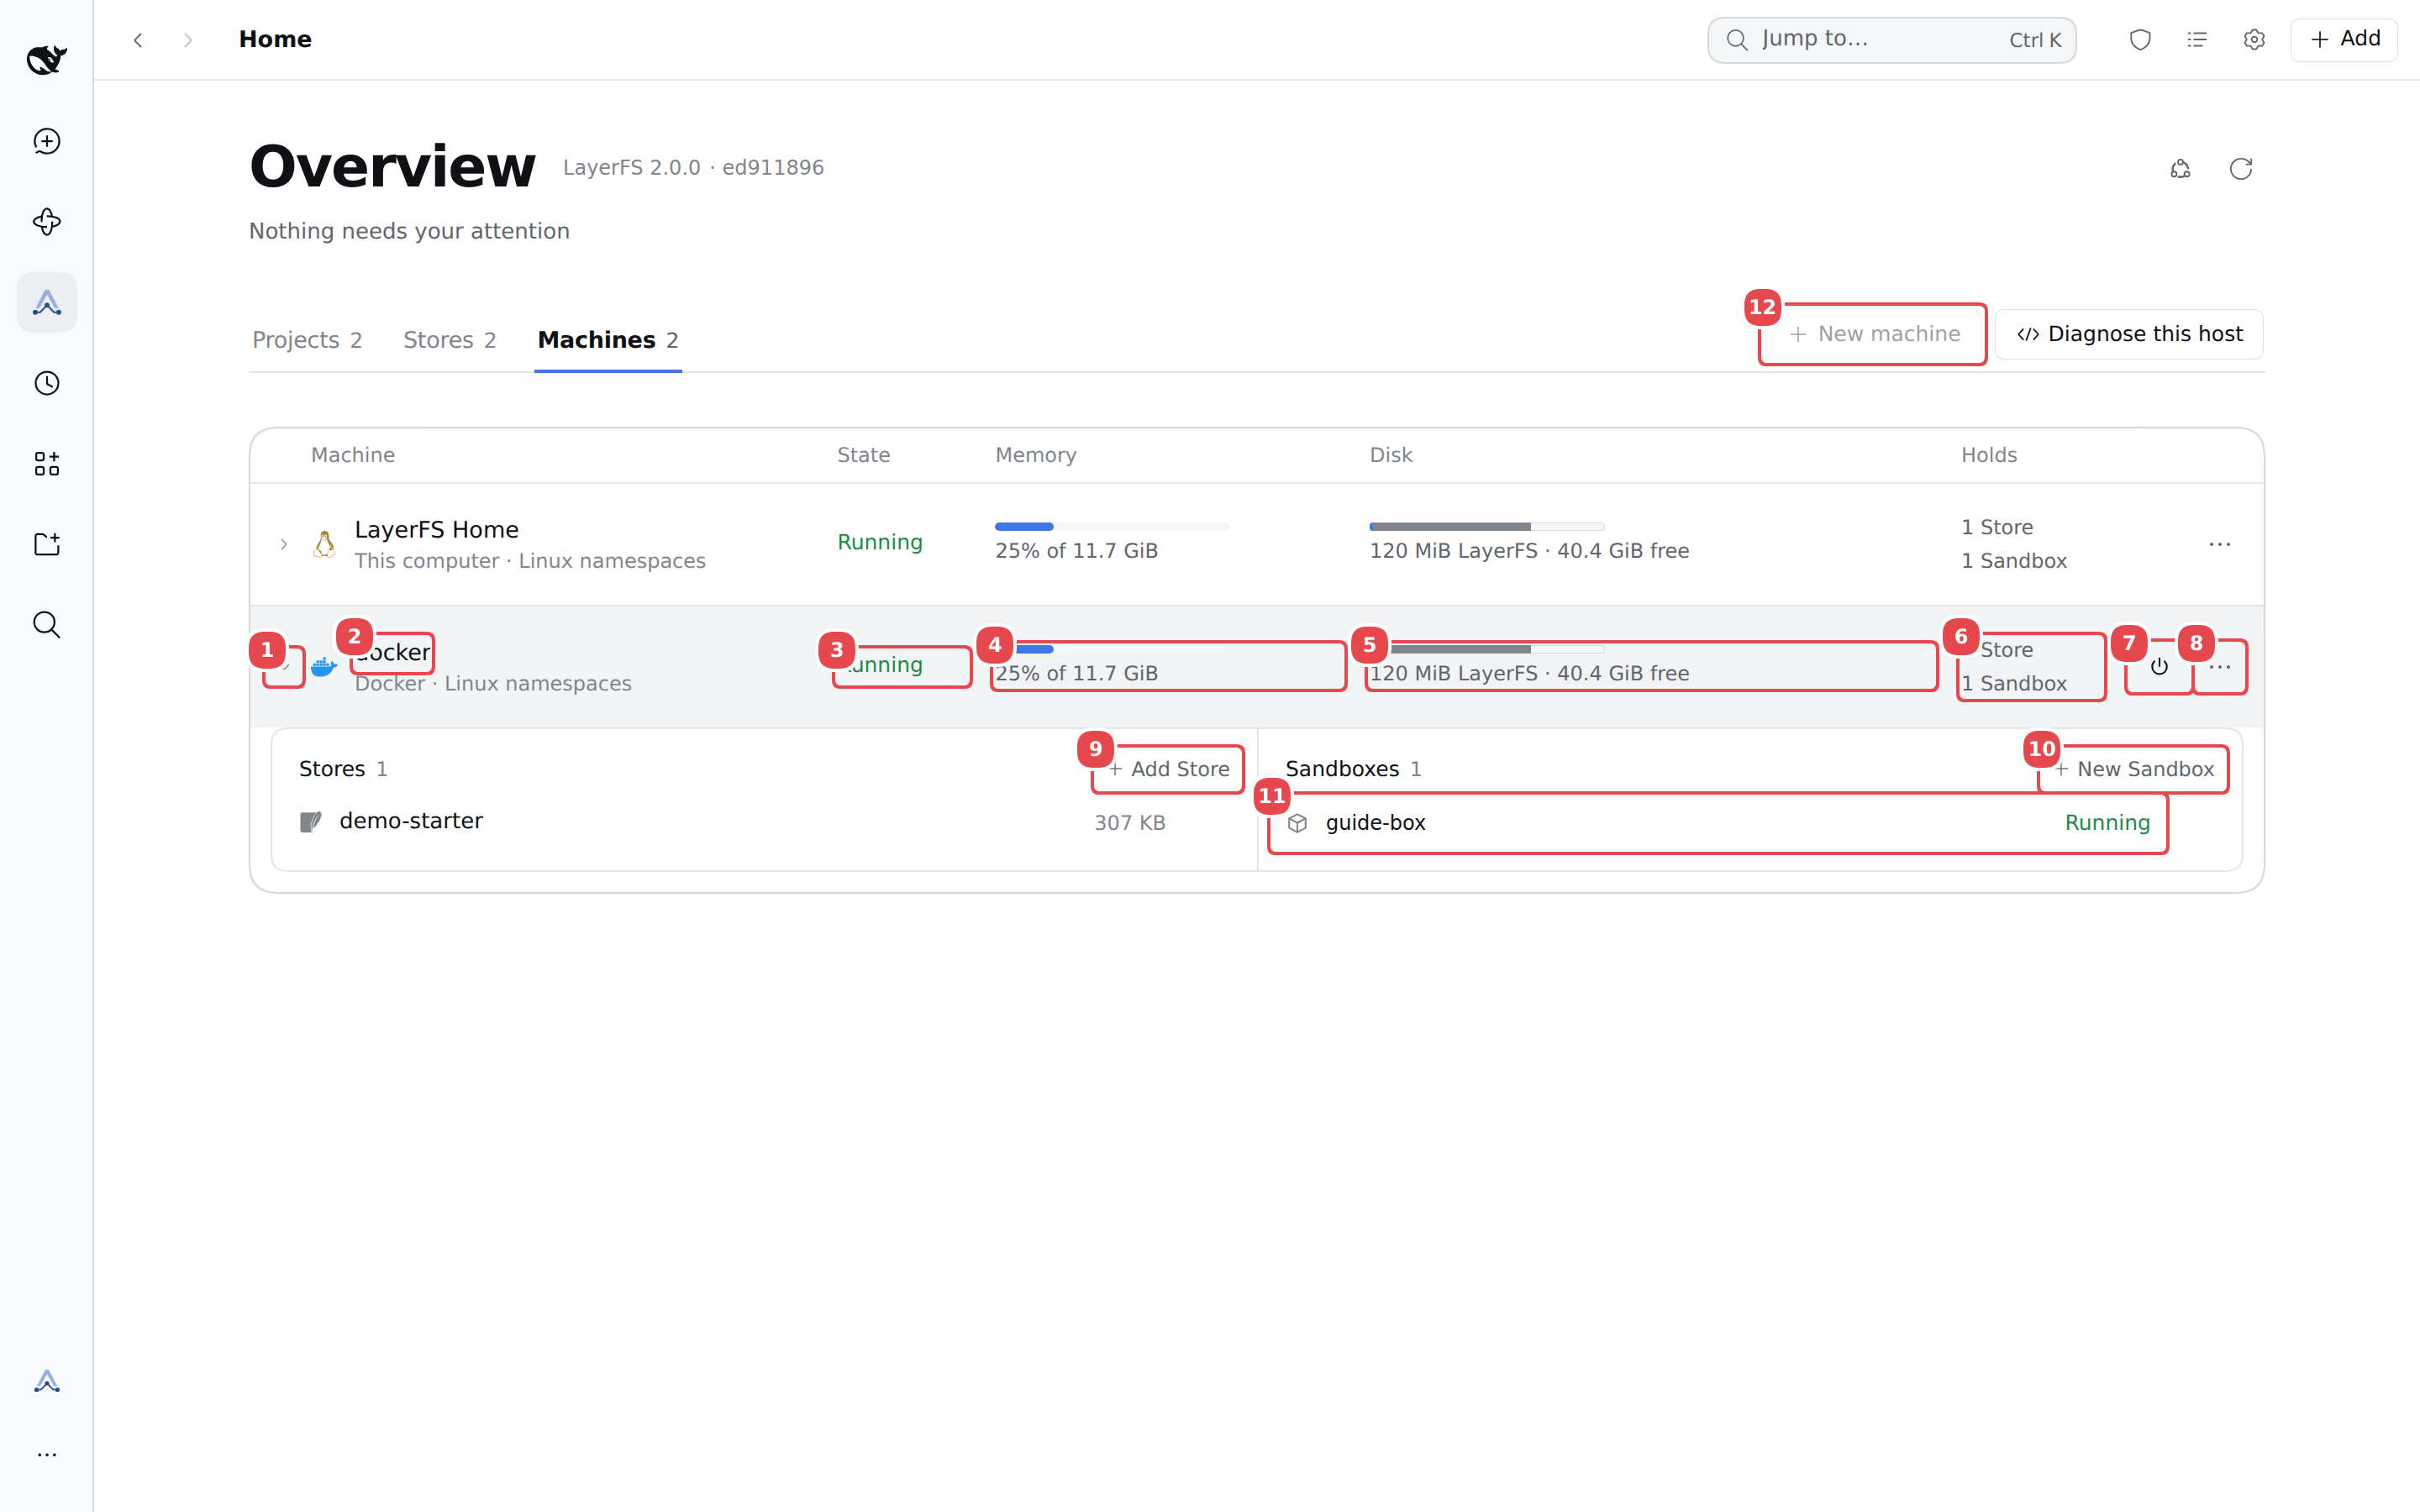 Home
Jump to...
Ctrl K
Add
Overview LayerFS 2.0.0 · ed911896
Nothing needs your attention
Projects 2
Stores 2
Machines 2
12
New machine
Diagnose this host
Machine State Memory Disk Holds
LayerFS Home
This computer · Linux namespaces
Running
25% of 11.7 GiB
120 MiB LayerFS · 40.4 GiB free
1 Store
1 Sandbox
1
2
Docker · Linux namespaces
3
4
25% of 11.7 GiB
5
120 MiB LayerFS · 40.4 GiB free
6
Store
1 Sandbox
7
8
Stores 1
9
Add Store
demo-starter
307 KB
Sandboxes 1
10
New Sandbox
11
guide-box
Running